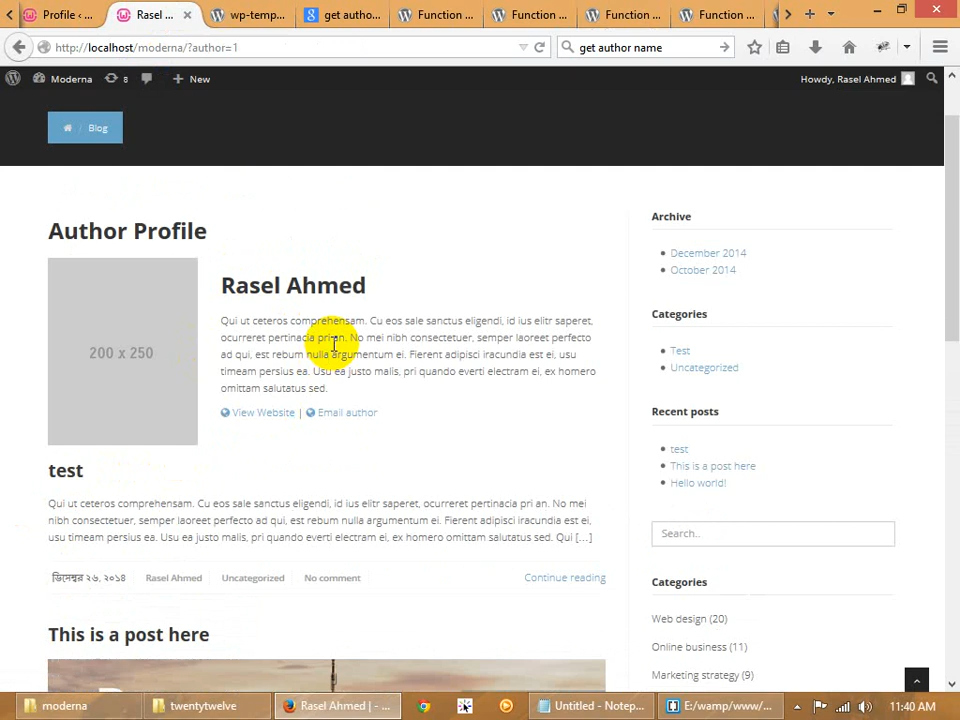 Profile ‹ ...
Rasel ...
wp-temp...
get autho...
Function ...
Function ...
Function ...
Function ...
http://localhost/moderna/?author=1
get author name
Moderna
8
New
Howdy, Rasel Ahmed
/ Blog
Author Profile
200 x 250
Rasel Ahmed
Qui ut ceteros comprehensam. Cu eos sale sanctus eligendi, id ius elitr saperet,
ocurreret pertinacia pri an. No mei nibh consectetuer, semper laoreet perfecto
ad qui, est rebum nulla argumentum ei. Fierent adipisci iracundia est ei, usu
timeam persius ea. Usu ea justo malis, pri quando everti electram ei, ex homero
omittam salutatus sed.
View Website | Email author
test
Qui ut ceteros comprehensam. Cu eos sale sanctus eligendi, id ius elitr saperet, ocurreret pertinacia pri an. No mei
nibh consectetuer, semper laoreet perfecto ad qui, est rebum nulla argumentum ei. Fierent adipisci iracundia est ei,
usu timeam persius ea. Usu ea justo malis, pri quando everti electram ei, ex homero omittam salutatus sed. Qui [...]
ডিসেম্বর ২৬, ২০১৪
Rasel Ahmed
Uncategorized
No comment
Continue reading
This is a post here
Archive
December 2014
October 2014
Categories
Test
Uncategorized
Recent posts
test
This is a post here
Hello world!
Search..
Categories
Web design (20)
Online business (11)
Marketing strategy (9)
moderna
twentytwelve
Rasel Ahmed | - ...
Untitled - Notep...
E:/wamp/www/...
11:40 AM